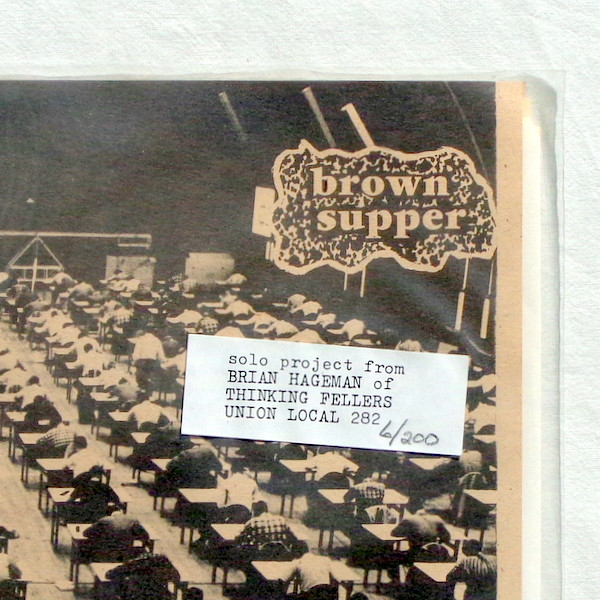 brown
supper
solo project from
BRIAN HAGEMAN of
THINKING FELLERS
UNION LOCAL 282
6/200